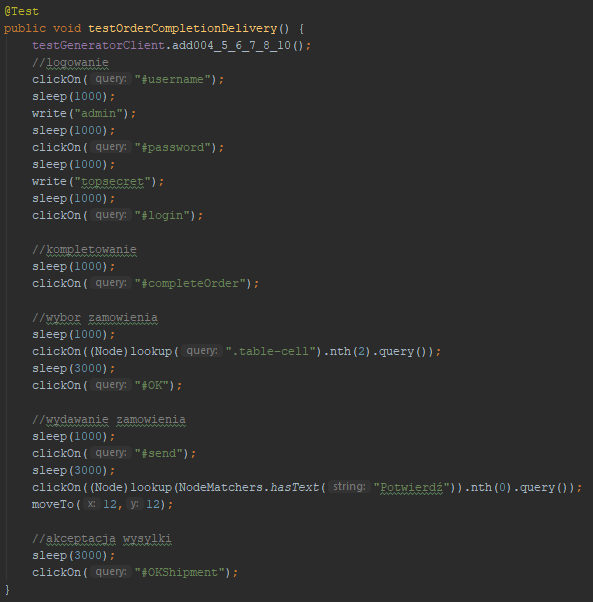 @Test
public void testOrderCompletionDelivery() {
testGeneratorClient.add004_5_6_7_8_10();
//logowanie
clickOn( query: "#username");
sleep(1000);
write("admin");
sleep(1000);
clickOn( query: "#password");
sleep(1000);
write("topsecret");
sleep(1000);
clickOn( query: "#login");
//kompletowanie
sleep(1000);
clickOn( query: "#completeOrder");
//wybor zamowienia
sleep(1000);
clickOn((Node)lookup( query: ".table-cell").nth(2).query());
sleep(3000);
clickOn( query: "#OK");
//wydawanie zamowienia
sleep(1000);
clickOn( query: "#send");
sleep(3000);
clickOn((Node)lookup(NodeMatchers.hasText( string: "Potwierdź")).nth(0).query());
moveTo( x: 12, y: 12);
//akceptacja wysylki
sleep(3000);
clickOn( query: "#OKShipment");
}